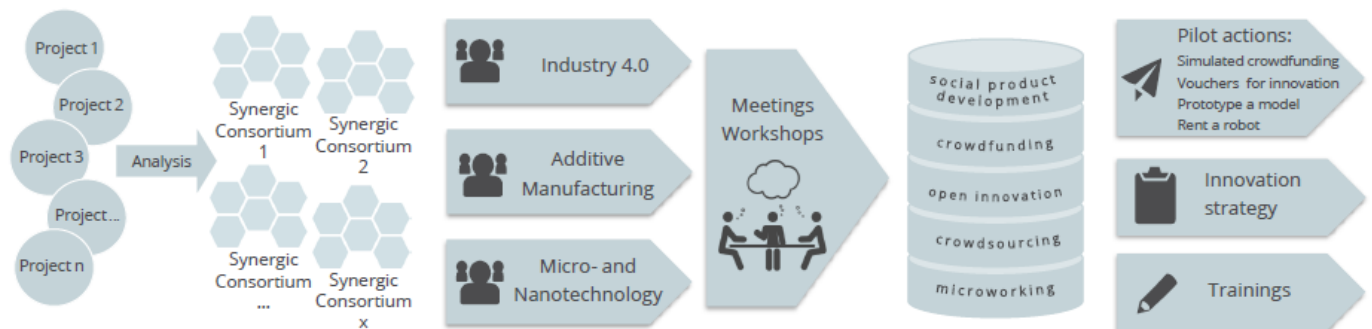 Project 1
Project 2
Project 3
Project...
Project n
Analysis
Synergic
Consortium
1
Synergic
Consortium
2
Synergic
Consortium
...
Synergic
Consortium
x
Industry 4.0
Additive
Manufacturing
Micro- and
Nanotechnology
Meetings
Workshops
social product
development
crowdfunding
open innovation
crowdsourcing
microworking
Pilot actions:
Simulated crowdfunding
Vouchers for innovation
Prototype a model
Rent a robot
Innovation
strategy
Trainings